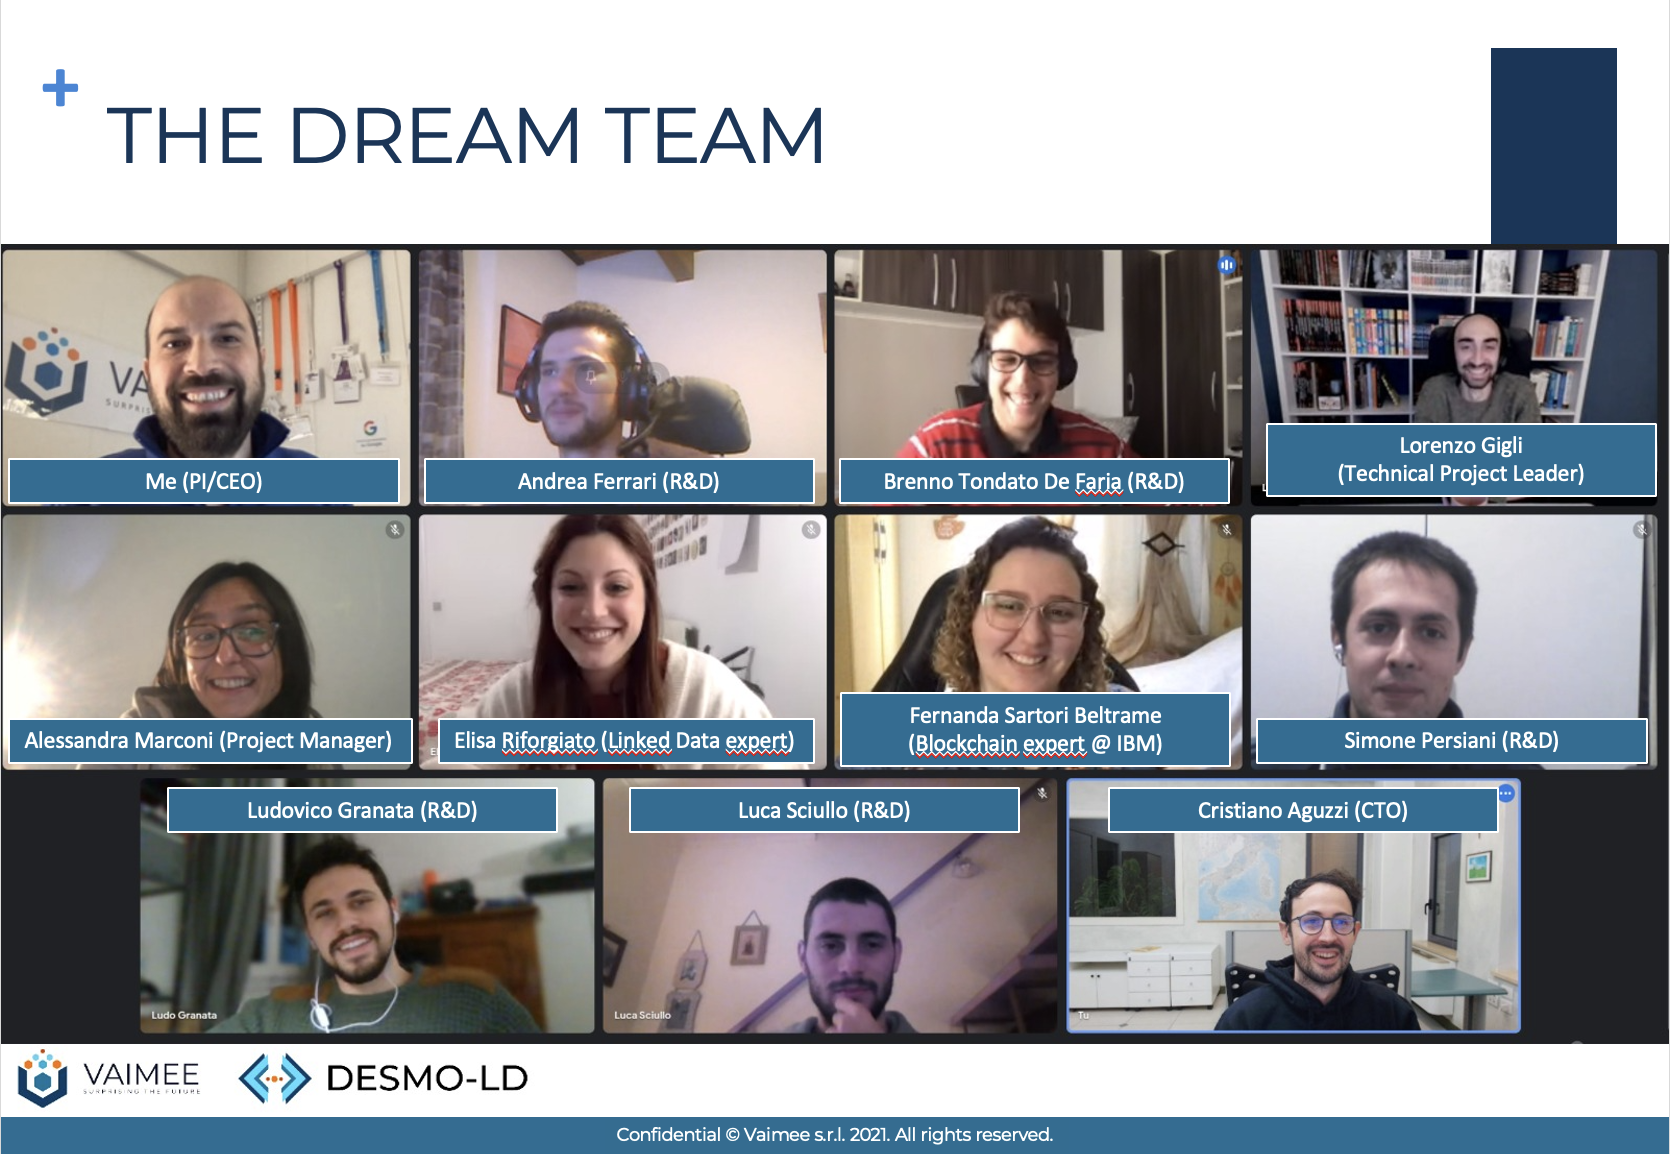 THE DREAM TEAM
VA
SURPRIS
G
Me (PI/CEO)
Andrea Ferrari (R&D)
Brenno Tondato De Faria (R&D)
Lorenzo Gigli
(Technical Project Leader)
Alessandra Marconi (Project Manager)
Elisa Riforgiato (Linked Data expert)
Fernanda Sartori Beltrame
(Blockchain expert @ IBM)
Simone Persiani (R&D)
Ludovico Granata (R&D)
Luca Sciullo (R&D)
Cristiano Aguzzi (CTO)
Ludo Granata
Luca Sciullo
Tu
VAIMEE
SURPRISING THE FUTURE
DESMO-LD
Confidential © Vaimee s.r.l. 2021. All rights reserved.